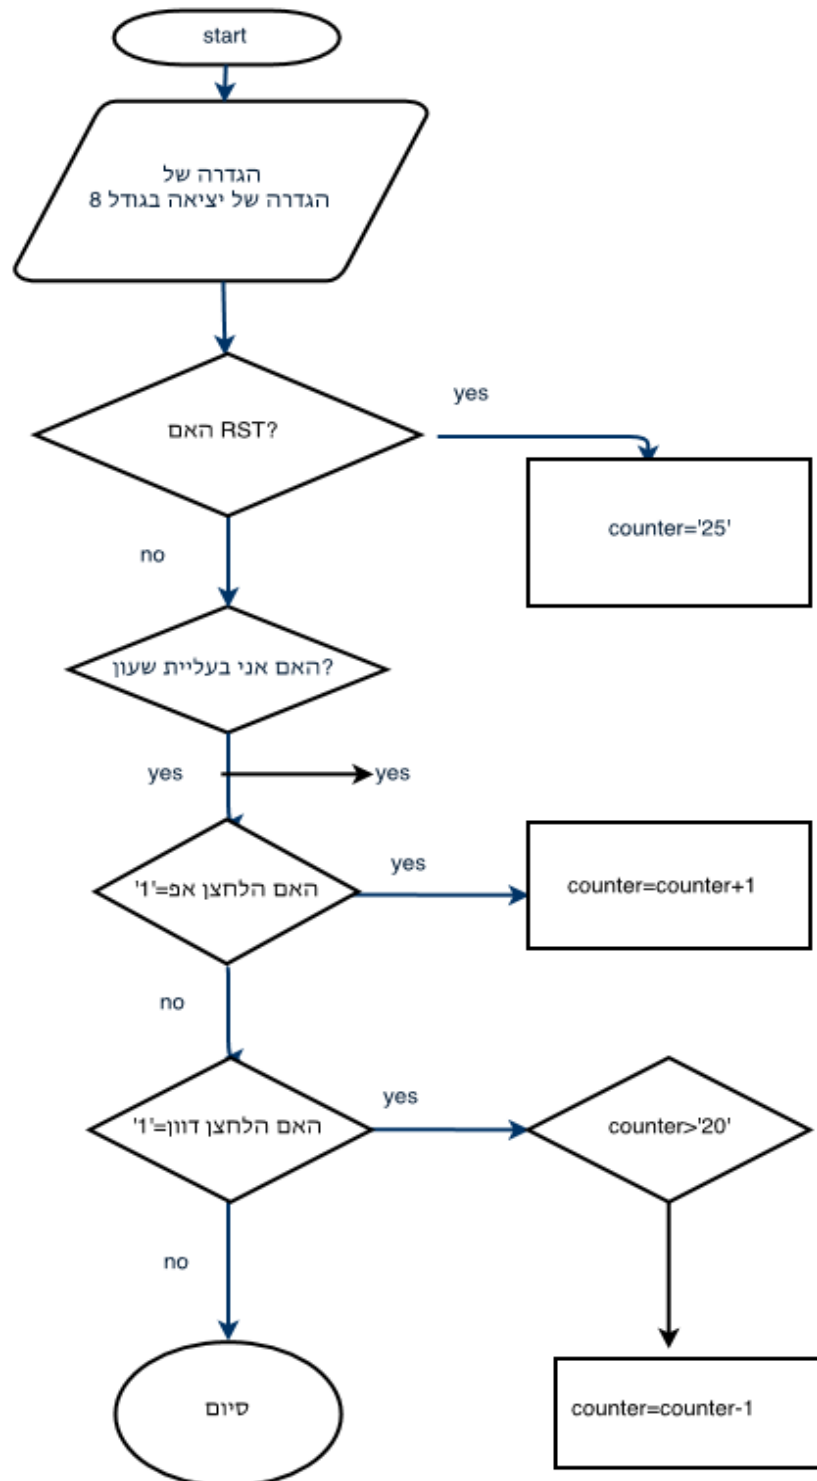 start
הגדרה של
הגדרה של יציאה בגודל 8
האם RST?
yes
counter='25'
no
האם אני בעליית שעון?
yes
yes
האם הלחצן אפ='1'
yes
counter=counter+1
no
האם הלחצן דוון='1'
yes
counter>'20'
no
סיום
counter=counter-1